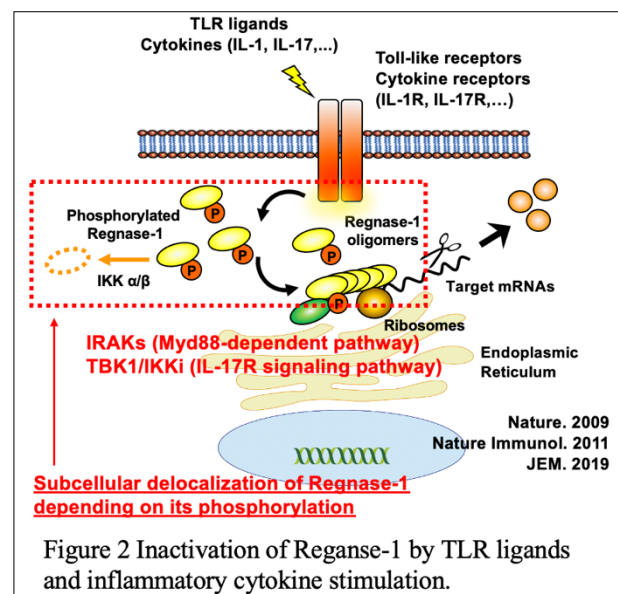 TLR ligands
Cytokines (IL-1, IL-17,...)
Toll-like receptors
Cytokine receptors
(IL-1R, IL-17R,...)
P
Phosphorylated
Regnase-1
P
P
P
Regnase-1
oligomers
IKK α/β
P
Target mRNAs
Ribosomes
IRAKs (Myd88-dependent pathway)
TBK1/IKKi (IL-17R signaling pathway)
Endoplasmic
Reticulum
Nature. 2009
Nature Immunol. 2011
JEM. 2019
Subcellular delocalization of Regnase-1
depending on its phosphorylation
Figure 2 Inactivation of Reganse-1 by TLR ligands
and inflammatory cytokine stimulation.